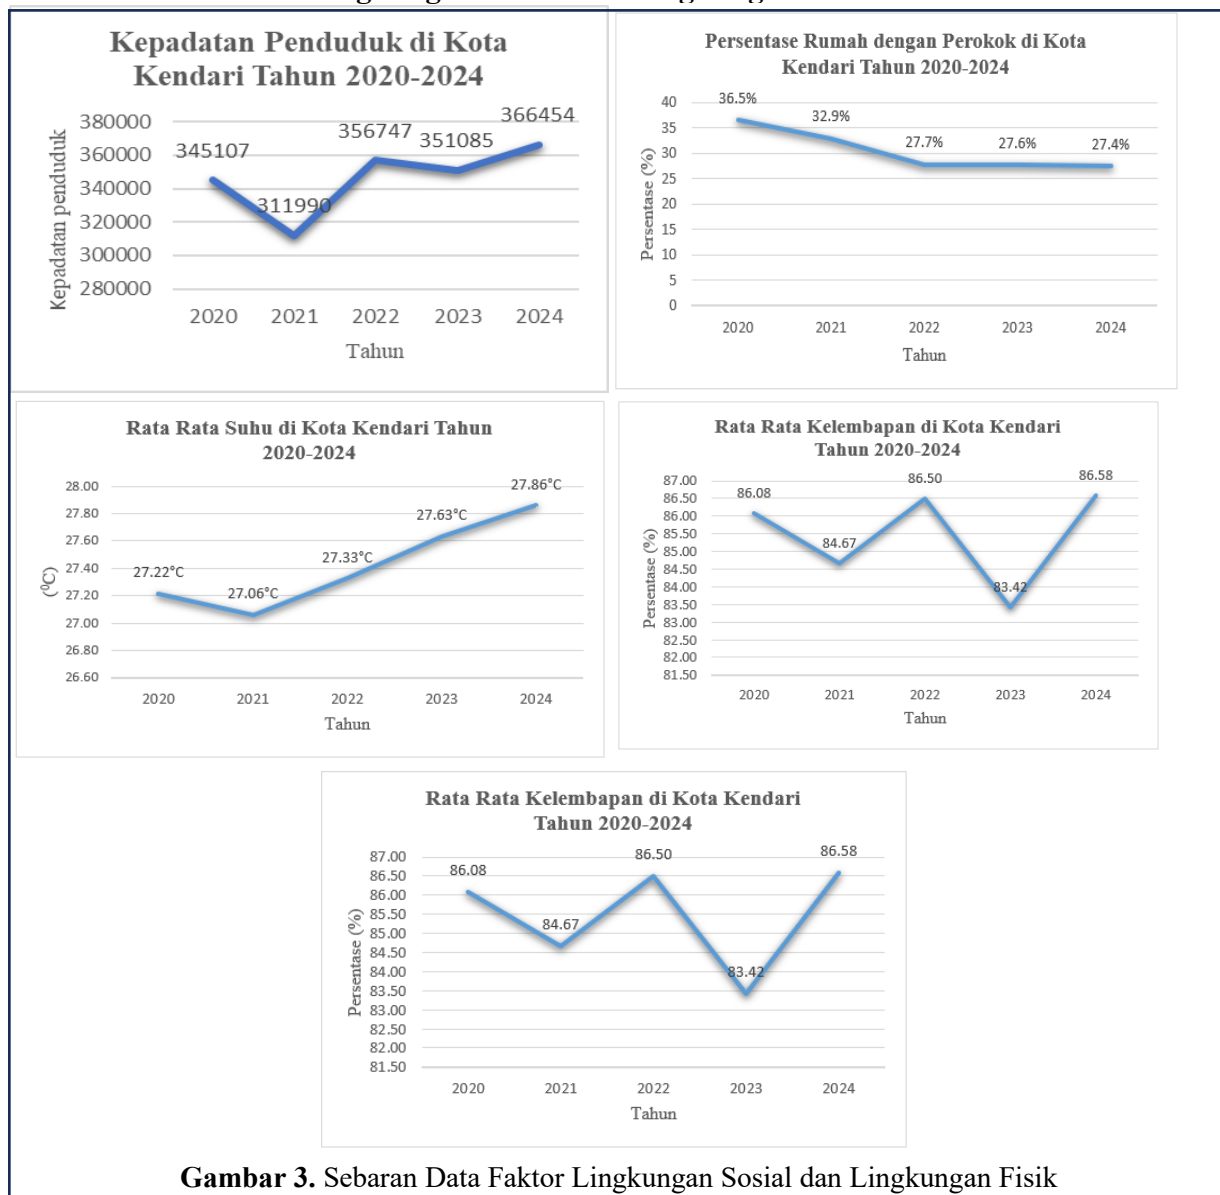 Kepadatan Penduduk di Kota
Kendari Tahun 2020-2024
Kepadatan penduduk
380000
360000
340000
320000
300000
280000
345107
311990
356747
351085
366454
2020 2021 2022 2023 2024
Tahun
Persentase Rumah dengan Perokok di Kota
Kendari Tahun 2020-2024
Persentase (%)
40
35
30
25
20
15
10
5
0
36.5%
32.9%
27.7%
27.6%
27.4%
2020 2021 2022 2023 2024
Tahun
Rata Rata Suhu di Kota Kendari Tahun
2020-2024
(⁰C)
28.00
27.80
27.60
27.40
27.20
27.00
26.80
26.60
27.22°C
27.06°C
27.33°C
27.63°C
27.86°C
2020 2021 2022 2023 2024
Tahun
Rata Rata Kelembapan di Kota Kendari
Tahun 2020-2024
Persentase (%)
87.00
86.50
86.00
85.50
85.00
84.50
84.00
83.50
83.00
82.50
82.00
81.50
86.08
84.67
86.50
83.42
86.58
2020 2021 2022 2023 2024
Tahun
Rata Rata Kelembapan di Kota Kendari
Tahun 2020-2024
Persentase (%)
87.00
86.50
86.00
85.50
85.00
84.50
84.00
83.50
83.00
82.50
82.00
81.50
86.08
84.67
86.50
83.42
86.58
2020 2021 2022 2023 2024
Tahun
Gambar 3. Sebaran Data Faktor Lingkungan Sosial dan Lingkungan Fisik